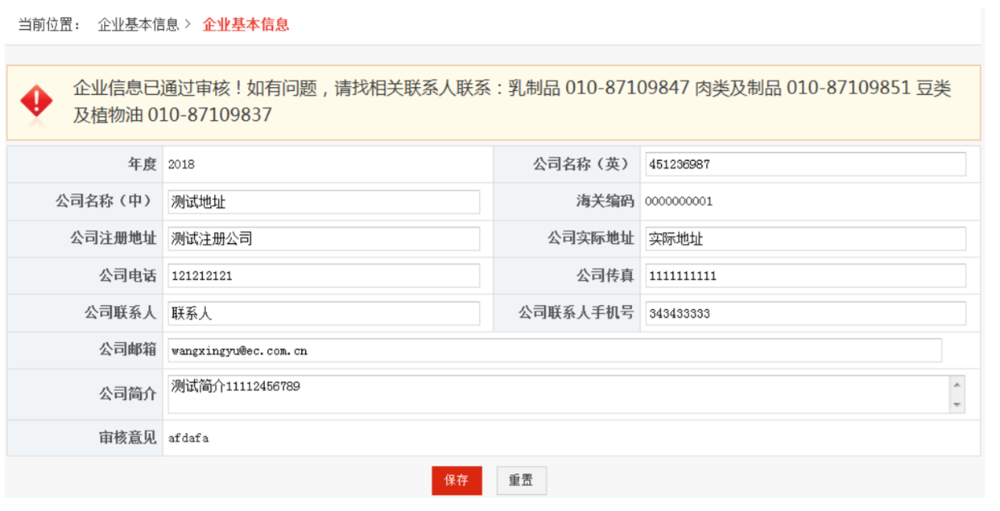 当前位置： 企业基本信息 > 企业基本信息
企业信息已通过审核！如有问题，请找相关联系人联系：乳制品 010-87109847 肉类及制品 010-87109851 豆类
及植物油 010-87109837
年度 2018 公司名称（英） 451236987
公司名称（中） 测试地址 海关编码 0000000001
公司注册地址 测试注册公司 公司实际地址 实际地址
公司电话 121212121 公司传真 1111111111
公司联系人 联系人 公司联系人手机号 343433333
公司邮箱 wangxingyu@ec.com.cn
公司简介 测试简介11112456789
审核意见 afdafa
保存 重置